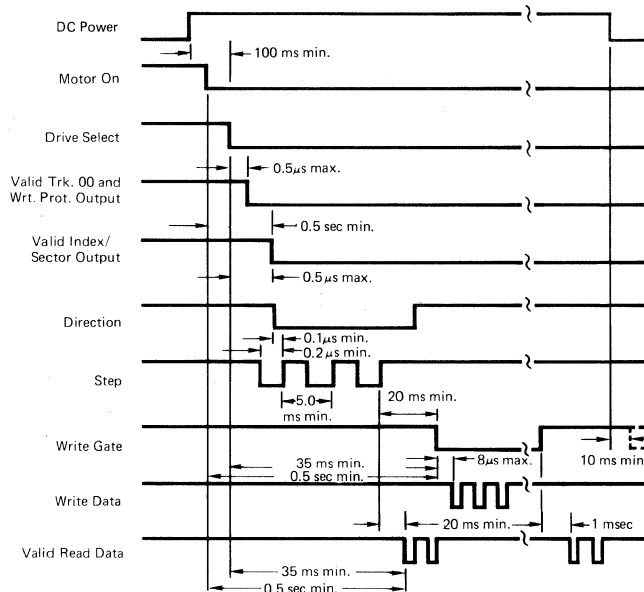 DC Power
100 ms min.
Motor On
Drive Select
0.5μs max.
Valid Trk. 00 and
Wrt. Prot. Output
0.5 sec min.
Valid Index/
Sector Output
0.5μs max.
Direction
0.1μs min.
0.2μs min.
Step
5.0
ms min.
20 ms min.
Write Gate
35 ms min.
8μs max.
10 ms min
0.5 sec min.
Write Data
20 ms min.
1 msec
Valid Read Data
35 ms min.
0.5 sec min.